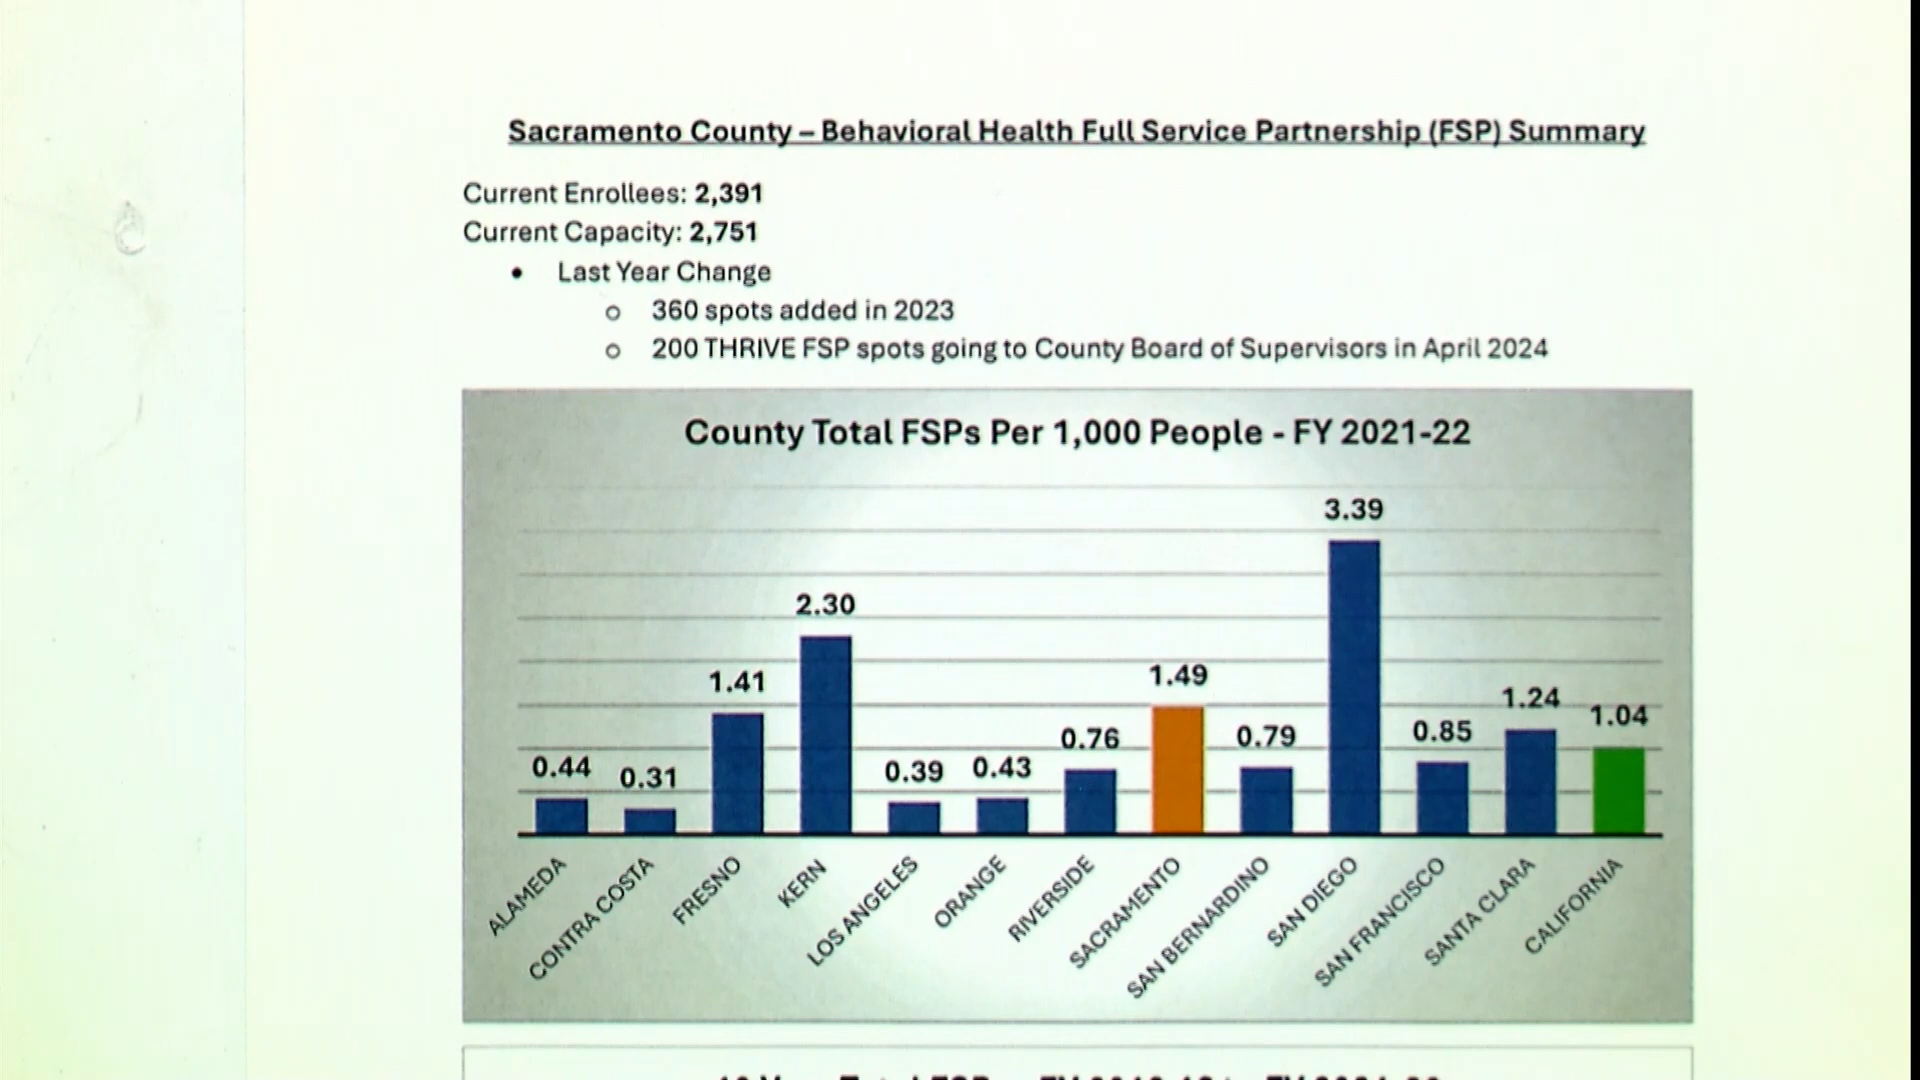 Sacramento County – Behavioral Health Full Service Partnership (FSP) Summary
Current Enrollees: 2,391
Current Capacity: 2,751
• Last Year Change
o 360 spots added in 2023
o 200 THRIVE FSP spots going to County Board of Supervisors in April 2024
County Total FSPs Per 1,000 People - FY 2021-22
0.44
0.31
1.41
2.30
0.39
0.43
0.76
1.49
0.79
3.39
0.85
1.24
1.04
ALAMEDA
CONTRA COSTA
FRESNO
KERN
LOS ANGELES
ORANGE
RIVERSIDE
SACRAMENTO
SAN BERNARDINO
SAN DIEGO
SAN FRANCISCO
SANTA CLARA
CALIFORNIA